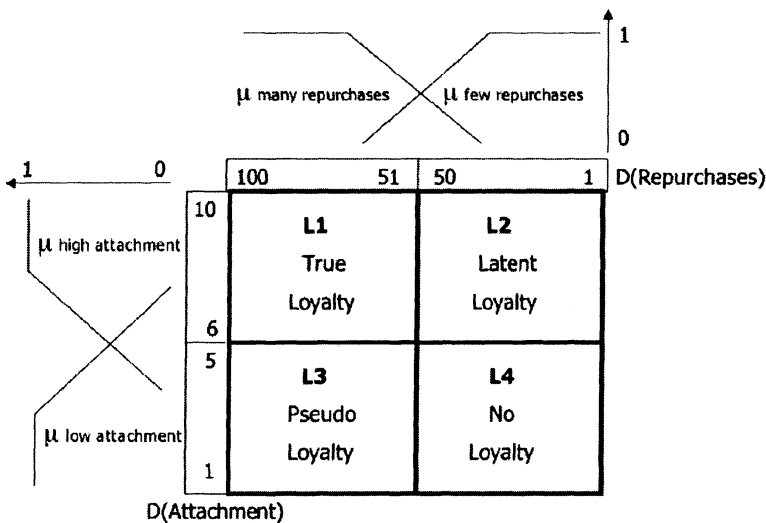 1
μ many repurchases
μ few repurchases
0
1 0
100 51 50 1 D(Repurchases)
10
μ high attachment
L1
True
Loyalty
L2
Latent
Loyalty
6
5
L3
Pseudo
Loyalty
L4
No
Loyalty
μ low attachment
1
D(Attachment)